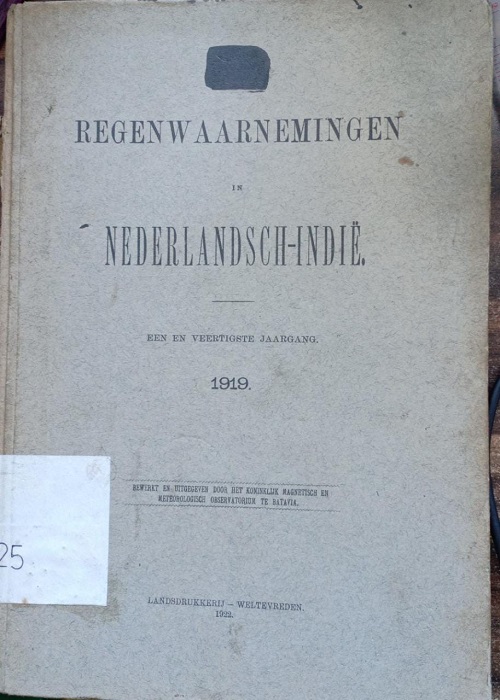 REGENWAARNEMINGEN
IN
NEDERLANDSCH-INDIË.
EEN EN VEERTIGSTE JAARGANG.
1919.
BEWERKT EN UITGEGEVEN DOOR HET KONINKLIJK MAGNETISCH EN
METEOROLOGISCH OBSERVATORIUM TE BATAVIA.
25
LANDSDRUKKERIJ — WELTEVREDEN.
1922.